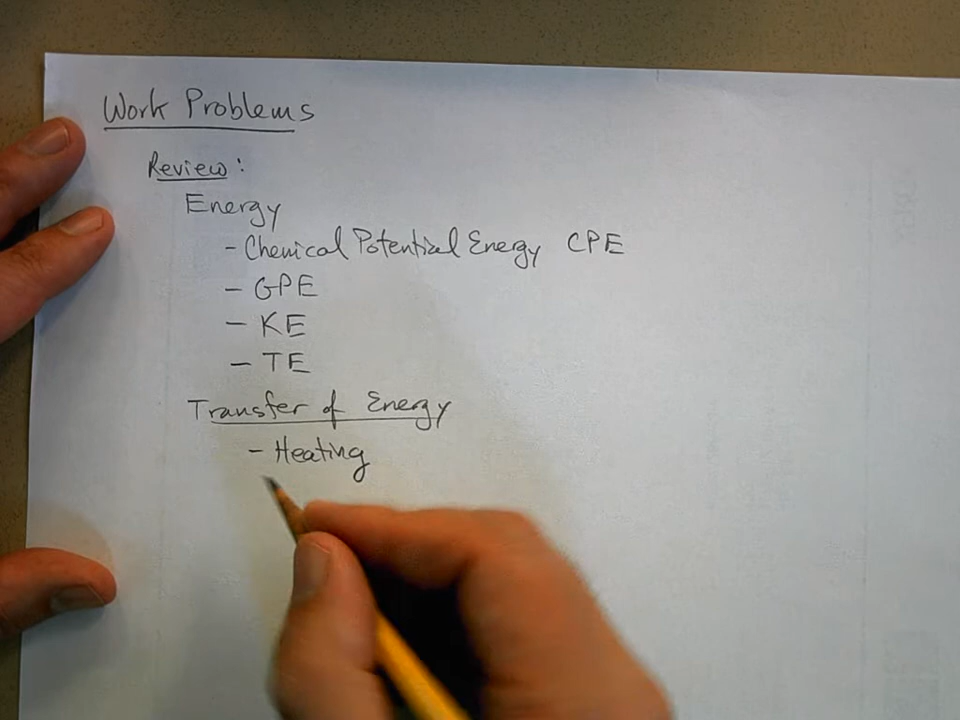 Work Problems
Review:
Energy
- Chemical Potential Energy CPE
- GPE
- KE
- TE
Transfer of Energy
- Heating